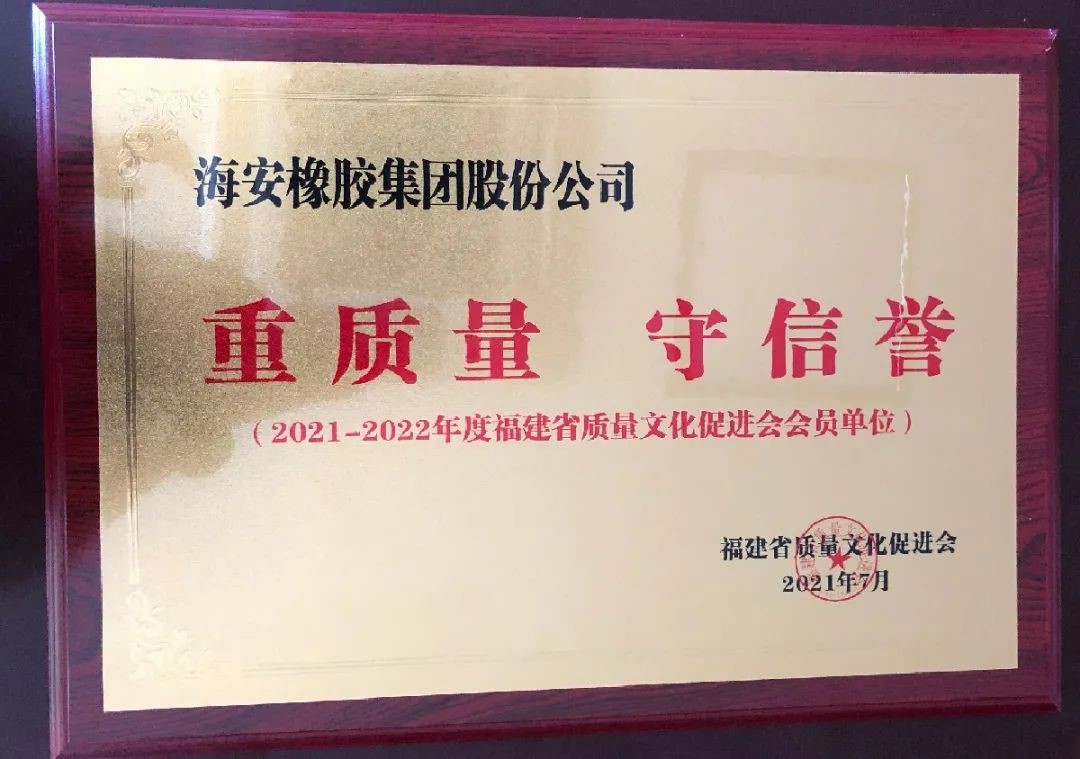 海安橡胶集团股份公司
重质量 守信誉
（2021-2022年度福建省质量文化促进会会员单位）
福建省质量文化促进会
2021年7月